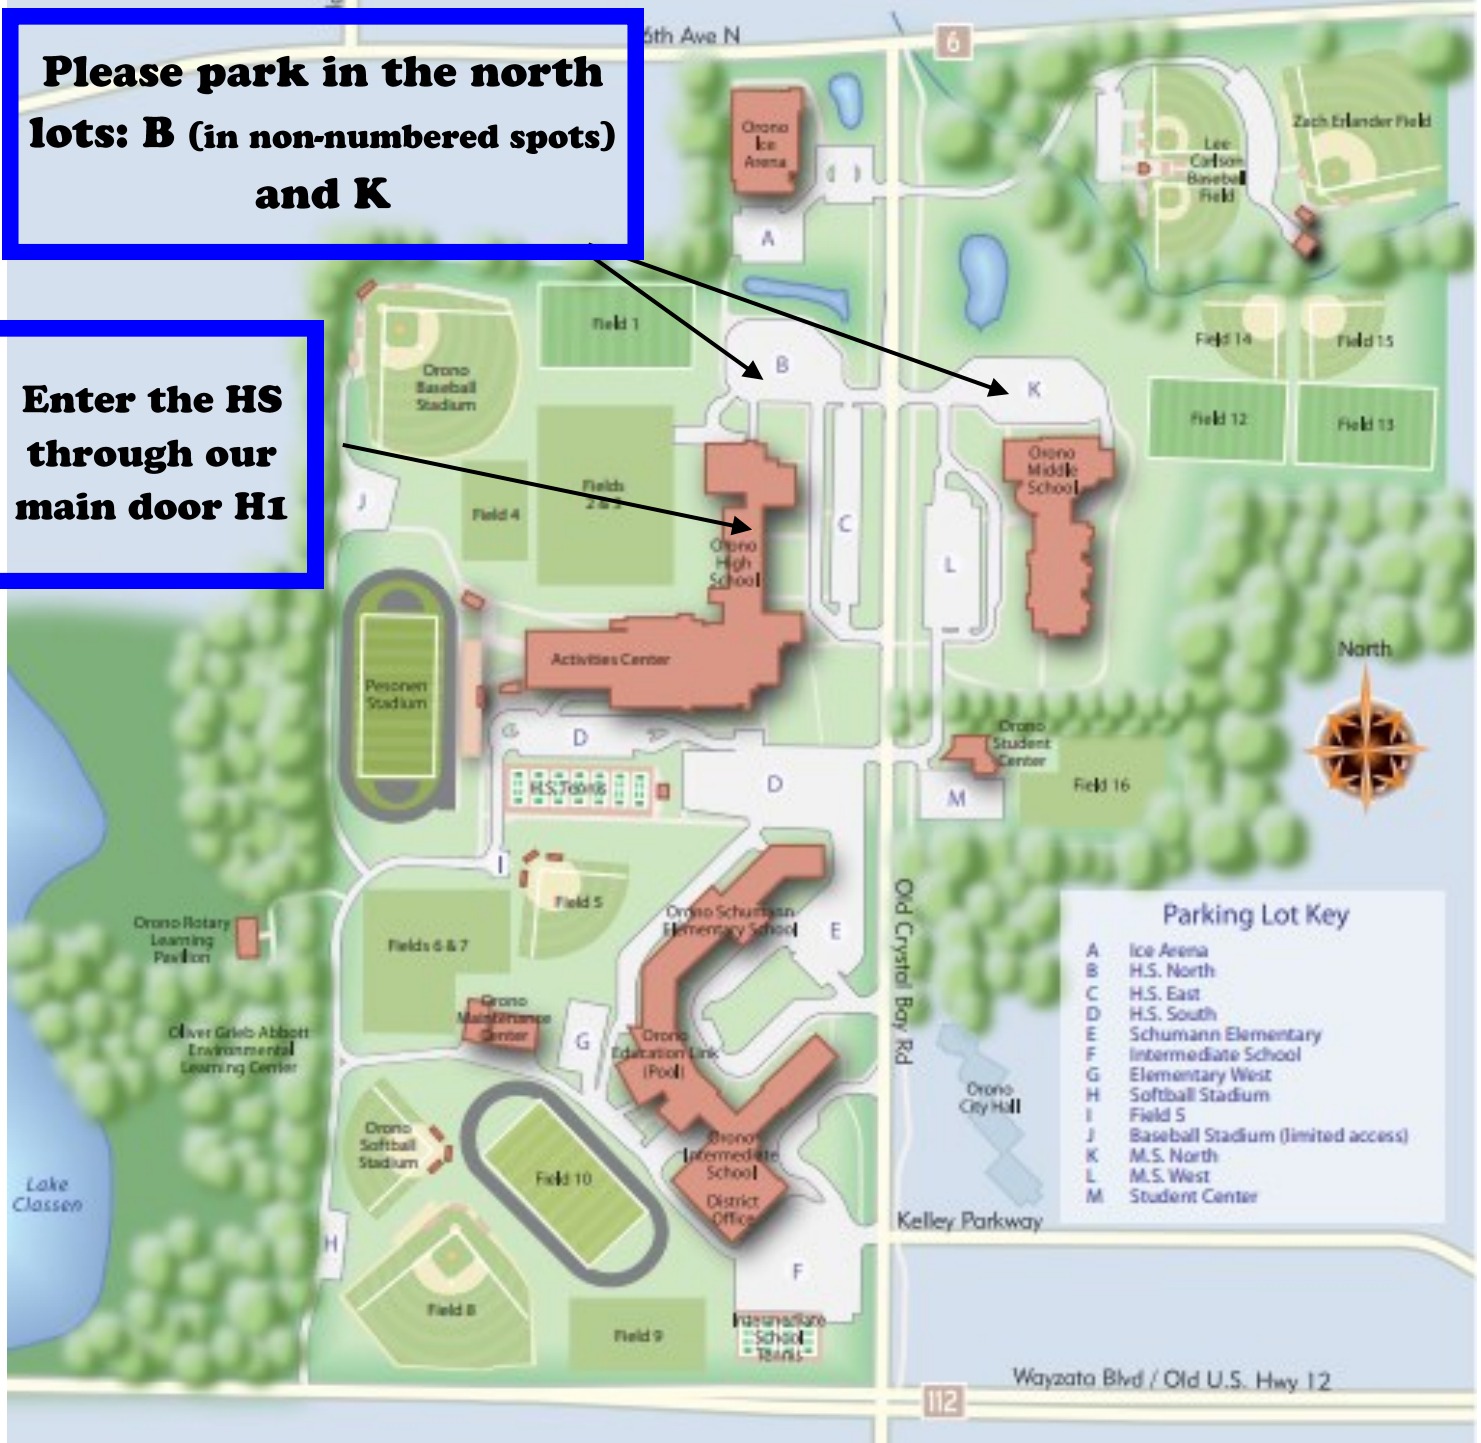 6th Ave N
6
Please park in the north
lots: B (in non-numbered spots)
and K
Orono
Ice
Arena
A
Lee
Carlson
Baseball
Field
Zach Erlander Field
Enter the HS
through our
main door H1
Orono
Baseball
Stadium
Field 1
B
K
Field 14
Field 15
Field 12
Field 13
J
Field 4
Fields
2 & 3
Orono
High
School
C
L
Orono
Middle
School
Activities Center
Pesonen
Stadium
North
D
H.S. Tennis
D
Orono
Student
Center
M
Field 16
I
Field 5
Fields 6 & 7
Orono Schumann
Elementary School
E
Orono Rotary
Learning
Pavilion
Orono
Maintenance
Center
G
Oliver Grieb Abbott
Environmental
Learning Center
Orono
Education Link
(Pool)
Old Crystal Bay Rd
Orono
City Hall
Parking Lot Key
A Ice Arena
B H.S. North
C H.S. East
D H.S. South
E Schumann Elementary
F Intermediate School
G Elementary West
H Softball Stadium
I Field 5
J Baseball Stadium (limited access)
K M.S. North
L M.S. West
M Student Center
Orono
Softball
Stadium
Field 10
Orono
Intermediate
School
District
Office
Lake
Classen
Kelley Parkway
H
F
Field 8
Field 9
Intermediate
School
Tennis
Wayzata Blvd / Old U.S. Hwy 12
112